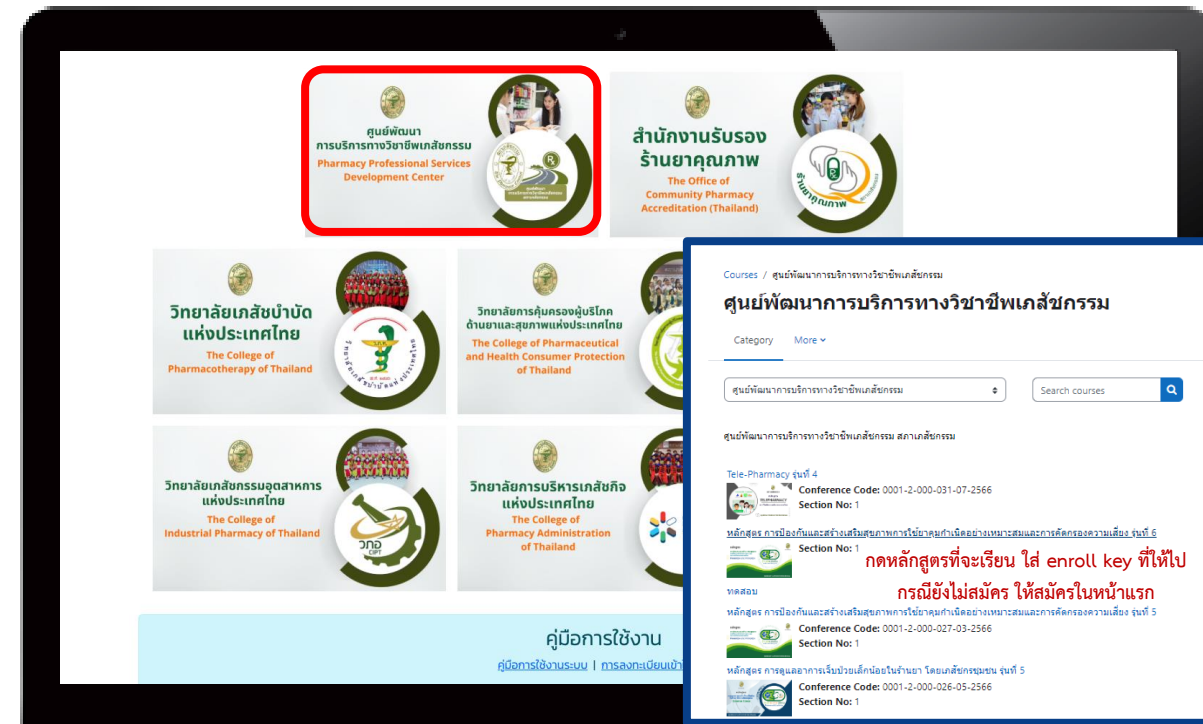 ศูนย์พัฒนา
การบริการทางวิชาชีพเภสัชกรรม
Pharmacy Professional Services
Development Center
สำนักงานรับรอง
ร้านยาคุณภาพ
The Office of
Community Pharmacy
Accreditation (Thailand)
ร้านยาคุณภาพ
วิทยาลัยเภสัชบำบัด
แห่งประเทศไทย
The College of
Pharmacotherapy of Thailand
วิทยาลัยการคุ้มครองผู้บริโภค
ด้านยาและสุขภาพแห่งประเทศไทย
The College of Pharmaceutical
and Health Consumer Protection
of Thailand
วิทยาลัยเภสัชกรรมอุตสาหการ
แห่งประเทศไทย
The College of
Industrial Pharmacy of Thailand
วภอ
CIPT
วิทยาลัยการบริหารเภสัชกิจ
แห่งประเทศไทย
The College of
Pharmacy Administration
of Thailand
คู่มือการใช้งาน
คู่มือการใช้งานระบบ | การลงทะเบียนเข้า
Courses / ศูนย์พัฒนาการบริการทางวิชาชีพเภสัชกรรม
ศูนย์พัฒนาการบริการทางวิชาชีพเภสัชกรรม
Category More
ศูนย์พัฒนาการบริการทางวิชาชีพเภสัชกรรม Search courses
ศูนย์พัฒนาการบริการทางวิชาชีพเภสัชกรรม สภาเภสัชกรรม
Tele-Pharmacy รุ่นที่ 4
Conference Code: 0001-2-000-031-07-2566
Section No: 1
หลักสูตร การป้องกันและสร้างเสริมสุขภาพการใช้ยาคุมกำเนิดอย่างเหมาะสมและการคัดกรองความเสี่ยง รุ่นที่ 6
Section No: 1
กดหลักสูตรที่จะเรียน ใส่ enroll key ที่ให้ไป
กรณียังไม่สมัคร ให้สมัครในหน้าแรก
ทดสอบ
หลักสูตร การป้องกันและสร้างเสริมสุขภาพการใช้ยาคุมกำเนิดอย่างเหมาะสมและการคัดกรองความเสี่ยง รุ่นที่ 5
Conference Code: 0001-2-000-027-03-2566
Section No: 1
หลักสูตร การดูแลอาการเจ็บป่วยเล็กน้อยในร้านยา โดยเภสัชกรชุมชน รุ่นที่ 5
Conference Code: 0001-2-000-026-05-2566
Section No: 1